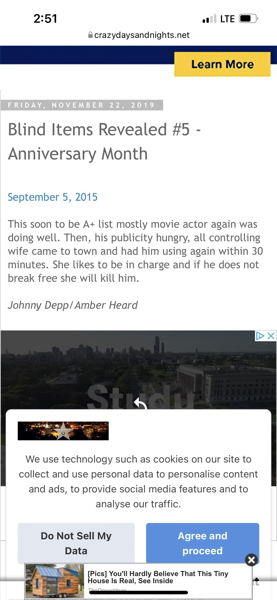 2:51
LTE
crazydaysandnights.net
Learn More
FRIDAY, NOVEMBER 22, 2019
Blind Items Revealed #5 -
Anniversary Month
September 5, 2015
This soon to be A+ list mostly movie actor again was
doing well. Then, his publicity hungry, all controlling
wife came to town and had him using again within 30
minutes. She likes to be in charge and if he does not
break free she will kill him.
Johnny Depp/Amber Heard
Study
We use technology such as cookies on our site to
collect and use personal data to personalise content
and ads, to provide social media features and to
analyse our traffic.
Do Not Sell My
Data
Agree and
proceed
[Pics] You'll Hardly Believe That This Tiny
House Is Real, See Inside